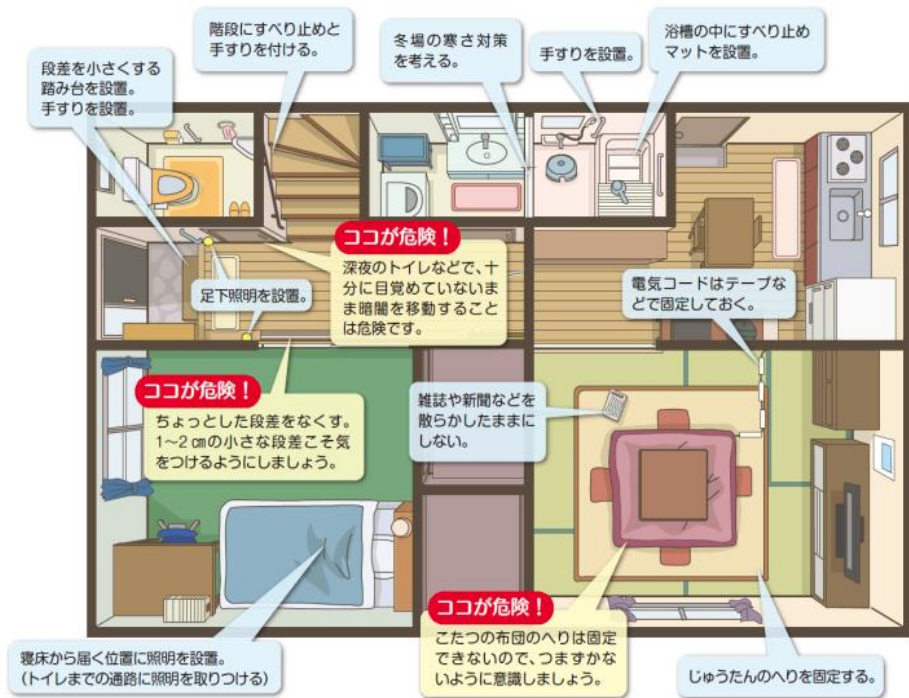 階段にすべり止めと
手すりを付ける。
冬場の寒さ対策
を考える。
手すりを設置。
浴槽の中にすべり止め
マットを設置。
段差を小さくする
踏み台を設置。
手すりを設置。
ココが危険！
深夜のトイレなどで、十
分に目覚めていないま
ま暗闇を移動すること
は危険です。
足下照明を設置。
電気コードはテープな
どで固定しておく。
ココが危険！
ちょっとした段差をなくす。
1〜2㎝の小さな段差こそ気
をつけるようにしましょう。
雑誌や新聞などを
散らかしたままに
しない。
ココが危険！
こたつの布団のへりは固定
できないので、つまずかな
いように意識しましょう。
寝床から届く位置に照明を設置。
（トイレまでの通路に照明を取りつける）
じゅうたんのへりを固定する。